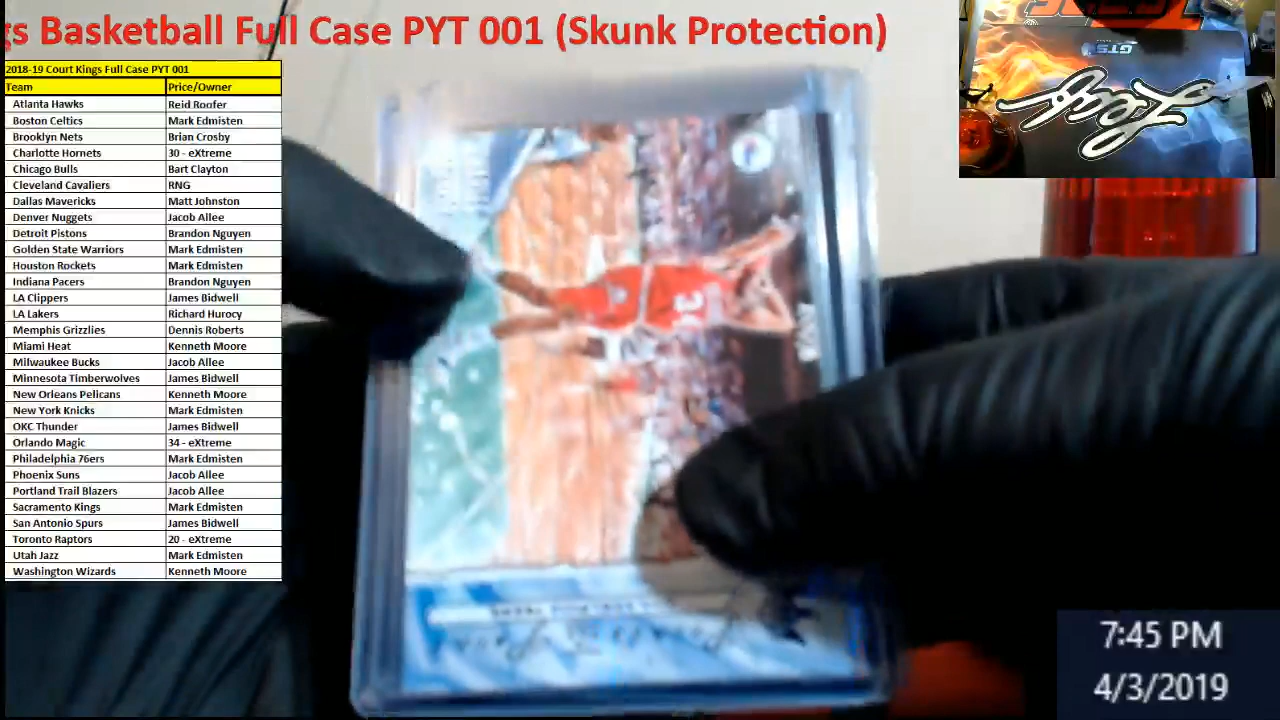 gs Basketball Full Case PYT 001 (Skunk Protection)
2018-19 Court Kings Full Case PYT 001
Team Price/Owner
Atlanta Hawks Reid Roofer
Boston Celtics Mark Edmisten
Brooklyn Nets Brian Crosby
Charlotte Hornets 30 - eXtreme
Chicago Bulls Bart Clayton
Cleveland Cavaliers RNG
Dallas Mavericks Matt Johnston
Denver Nuggets Jacob Allee
Detroit Pistons Brandon Nguyen
Golden State Warriors Mark Edmisten
Houston Rockets Mark Edmisten
Indiana Pacers Brandon Nguyen
LA Clippers James Bidwell
LA Lakers Richard Hurocy
Memphis Grizzlies Dennis Roberts
Miami Heat Kenneth Moore
Milwaukee Bucks Jacob Allee
Minnesota Timberwolves James Bidwell
New Orleans Pelicans Kenneth Moore
New York Knicks Mark Edmisten
OKC Thunder James Bidwell
Orlando Magic 34 - eXtreme
Philadelphia 76ers Mark Edmisten
Phoenix Suns Jacob Allee
Portland Trail Blazers Jacob Allee
Sacramento Kings Mark Edmisten
San Antonio Spurs James Bidwell
Toronto Raptors 20 - eXtreme
Utah Jazz Mark Edmisten
Washington Wizards Kenneth Moore
GTS
Leaf
7:45 PM
4/3/2019